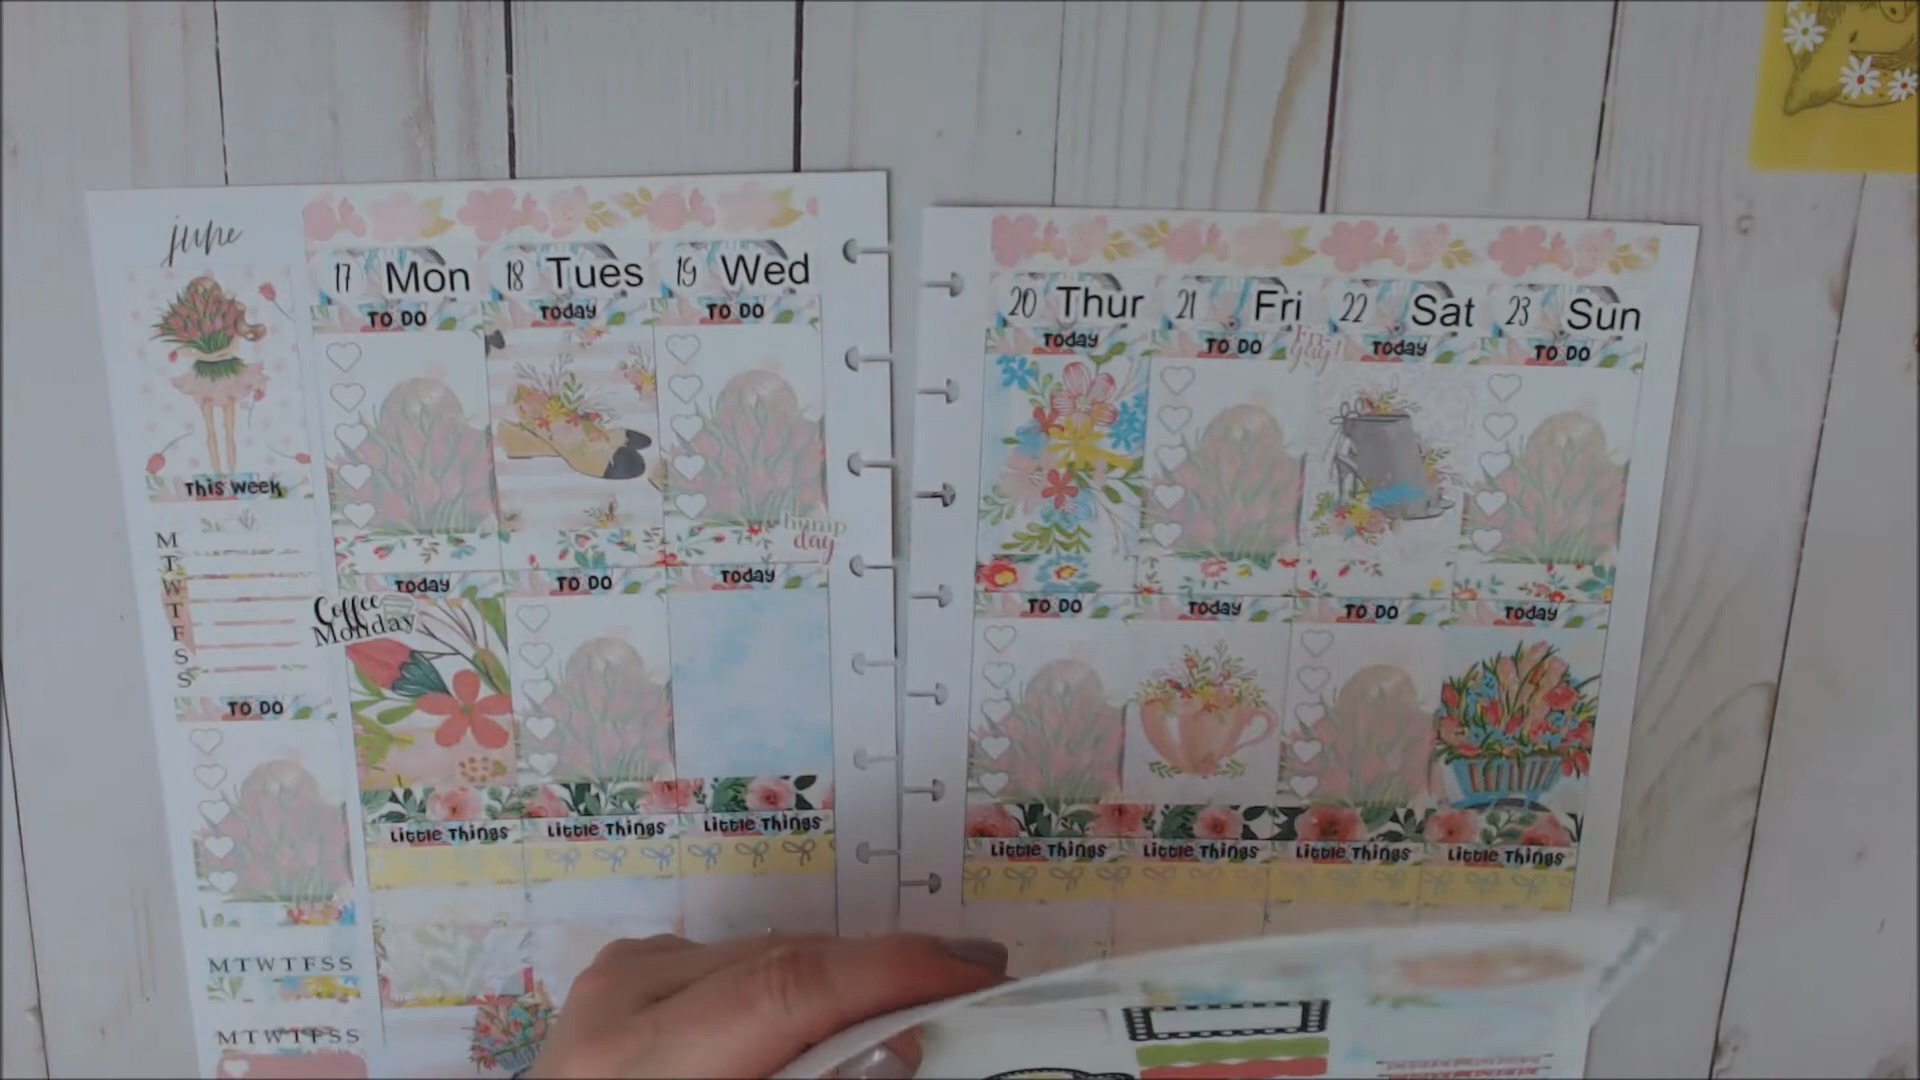 june
17 Mon 18 Tues 19 Wed
20 Thur 21 Fri 22 Sat 23 Sun
TO DO Today TO DO
Today TO DO Today TO DO
Fri-yay!
This Week
hump
day
M
T
W
T
F
S
S
Today TO DO Today
TO DO Today TO DO Today
Coffee
Monday
TO DO
Little Things Little Things Little Things
Little Things Little Things Little Things Little Things
M T W T F S S
M T W T F S S